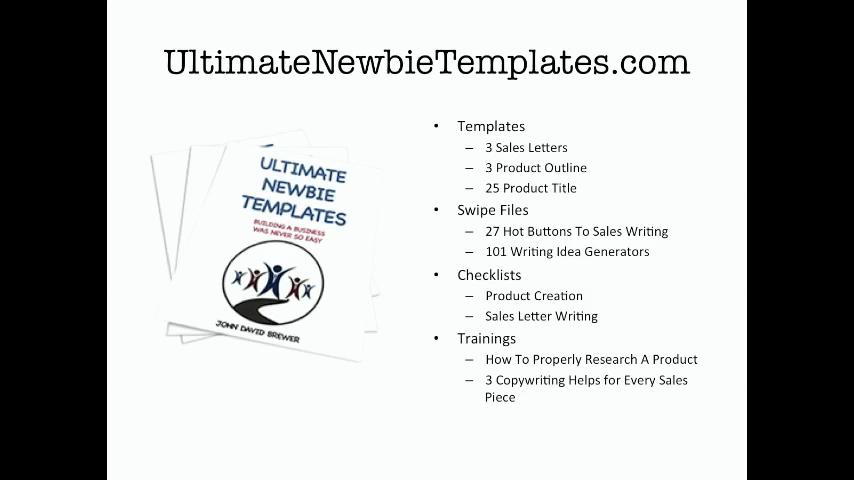 UltimateNewbieTemplates.com
ULTIMATE
NEWBIE
TEMPLATES
BUILDING A BUSINESS
WAS NEVER SO EASY
JOHN DAVID BREWER
• Templates
– 3 Sales Letters
– 3 Product Outline
– 25 Product Title
• Swipe Files
– 27 Hot Buttons To Sales Writing
– 101 Writing Idea Generators
• Checklists
– Product Creation
– Sales Letter Writing
• Trainings
– How To Properly Research A Product
– 3 Copywriting Helps for Every Sales
Piece